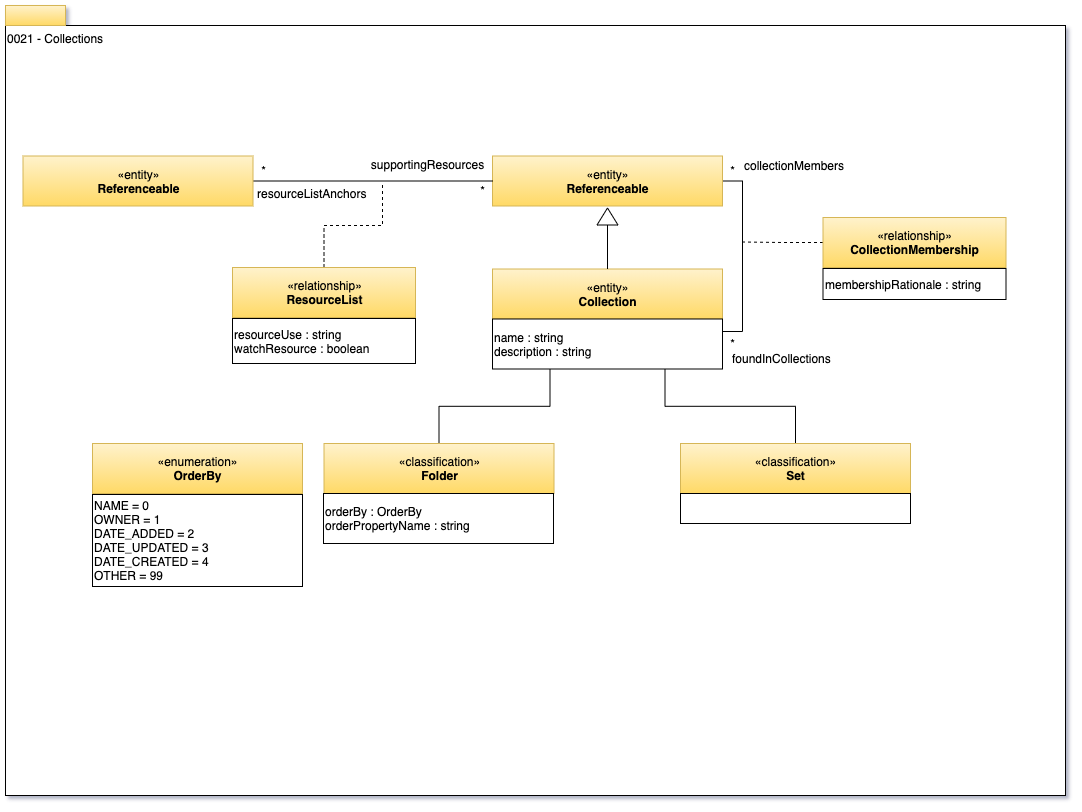 0021 - Collections
«entity»
Referenceable
*
resourceListAnchors
supportingResources
*
«entity»
Referenceable
*
collectionMembers
«relationship»
CollectionMembership
membershipRationale : string
«relationship»
ResourceList
resourceUse : string
watchResource : boolean
«entity»
Collection
name : string
description : string
*
foundInCollections
«enumeration»
OrderBy
NAME = 0
OWNER = 1
DATE_ADDED = 2
DATE_UPDATED = 3
DATE_CREATED = 4
OTHER = 99
«classification»
Folder
orderBy : OrderBy
orderPropertyName : string
«classification»
Set